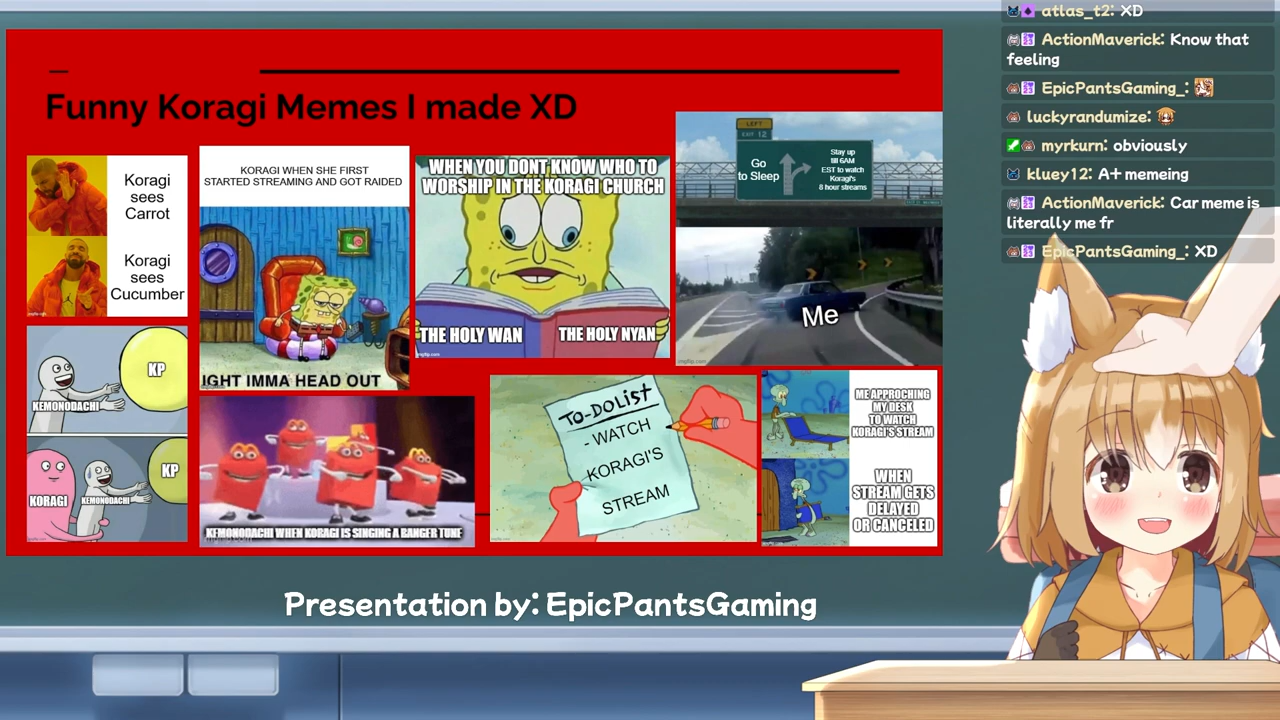 Funny Koragi Memes I made XD
Koragi
sees
Carrot
Koragi
sees
Cucumber
KORAGI WHEN SHE FIRST
STARTED STREAMING AND GOT RAIDED
IGHT IMMA HEAD OUT
WHEN YOU DONT KNOW WHO TO
WORSHIP IN THE KORAGI CHURCH
THE HOLY WAN
THE HOLY NYAN
LEFT
EXIT 12
Go
to Sleep
Stay up
till 6AM
EST to watch
Koragi's
8 hour streams
Me
KP
KEMONODACHI
KP
KORAGI
KEMONODACHI
KEMONODACHI WHEN KORAGI IS SINGING A BANGER TUNE
TO-DO LIST
- WATCH
KORAGI'S
STREAM
ME APPROCHING
MY DESK
TO WATCH
KORAGI'S STREAM
WHEN
STREAM GETS
DELAYED
OR CANCELED
imgflip.com
Presentation by: EpicPantsGaming
atlas_t2: XD
ActionMaverick: Know that
feeling
EpicPantsGaming_:
luckyrandumize:
myrkurn: obviously
kluey12: A+ memeing
ActionMaverick: Car meme is
literally me fr
EpicPantsGaming_: XD